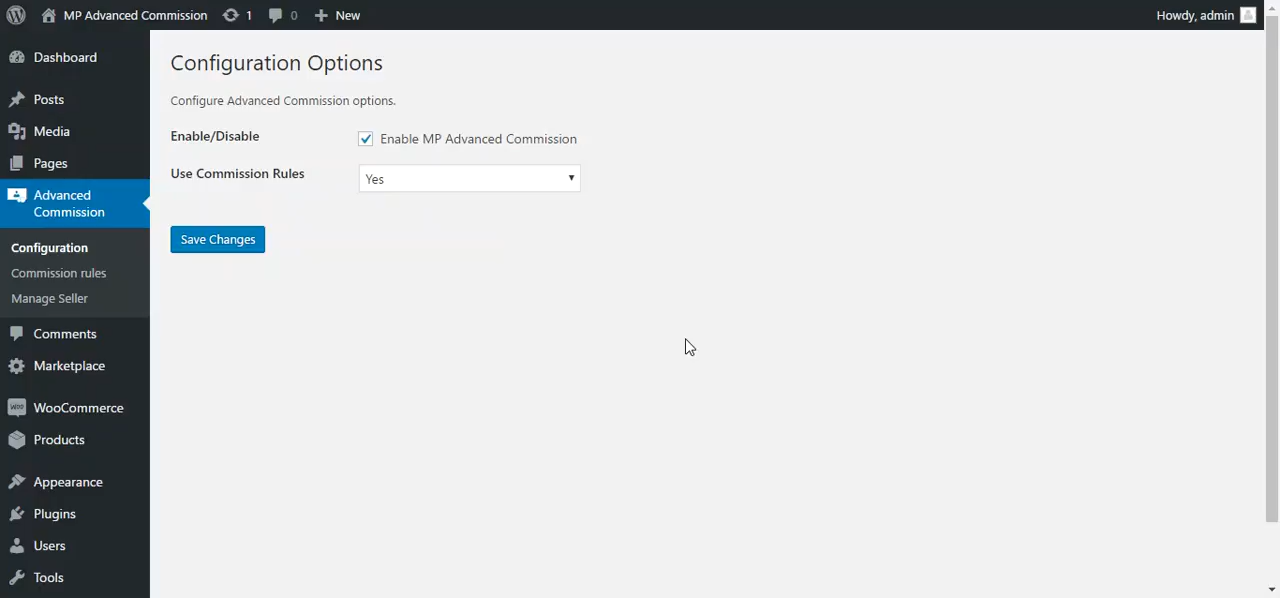 MP Advanced Commission
1
0
New
Howdy, admin
Dashboard
Posts
Media
Pages
Advanced
Commission
Configuration
Commission rules
Manage Seller
Comments
Marketplace
WooCommerce
Products
Appearance
Plugins
Users
Tools
Configuration Options
Configure Advanced Commission options.
Enable/Disable
Enable MP Advanced Commission
Use Commission Rules
Yes
Save Changes